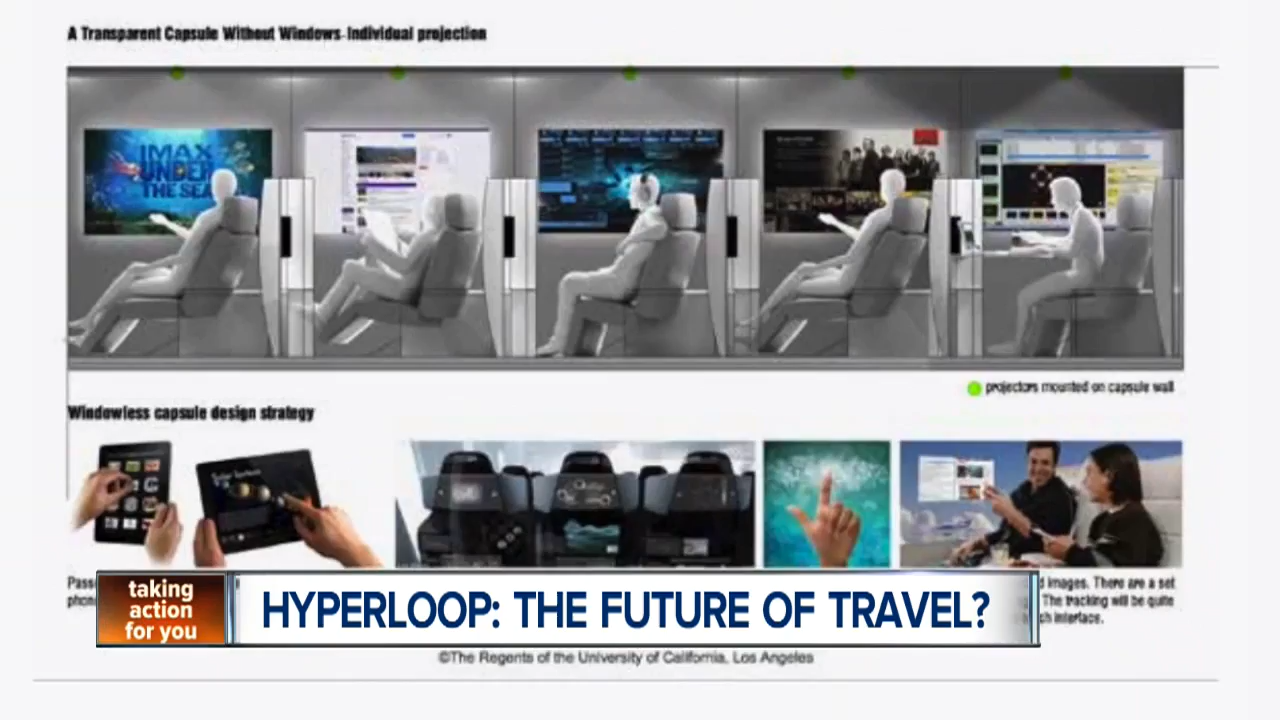 A Transparent Capsule Without Windows- Individual projection
IMAX
UNDER
THE SEA
projectors mounted on capsule wall
Windowless capsule design strategy
d images. There are a set
The tracking will be quite
interface.
taking
action
for you
HYPERLOOP: THE FUTURE OF TRAVEL?
©The Regents of the University of California, Los Angeles